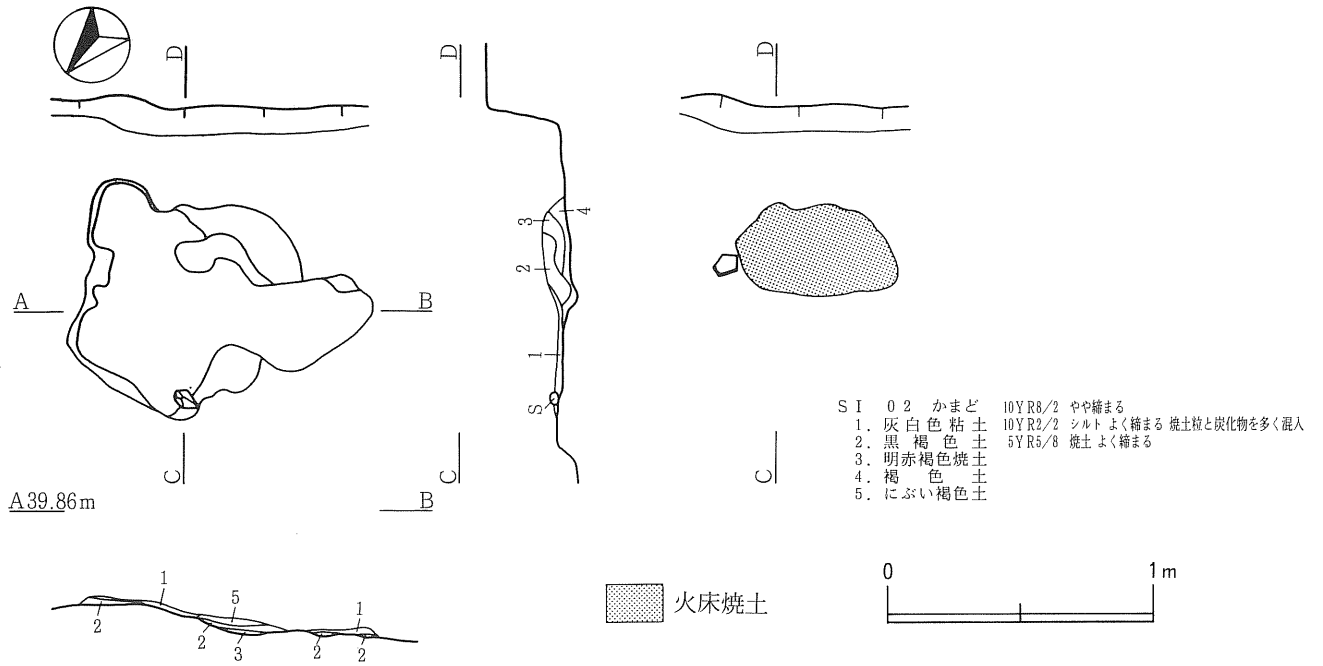 D
D
D
A
B
4
3
2
1
S
C
C
C
SI 02 かまど 10YR8/2 やや締まる
1. 灰白色粘土 10YR2/2 シルト よく締まる 焼土粒と炭化物を多く混入
2. 黒褐色土 5YR5/8 焼土 よく締まる
3. 明赤褐色焼土
4. 褐色土
5. にぶい褐色土
A39.86m
B
1
5
1
2
2
3
2
2
火床焼土
0
1m